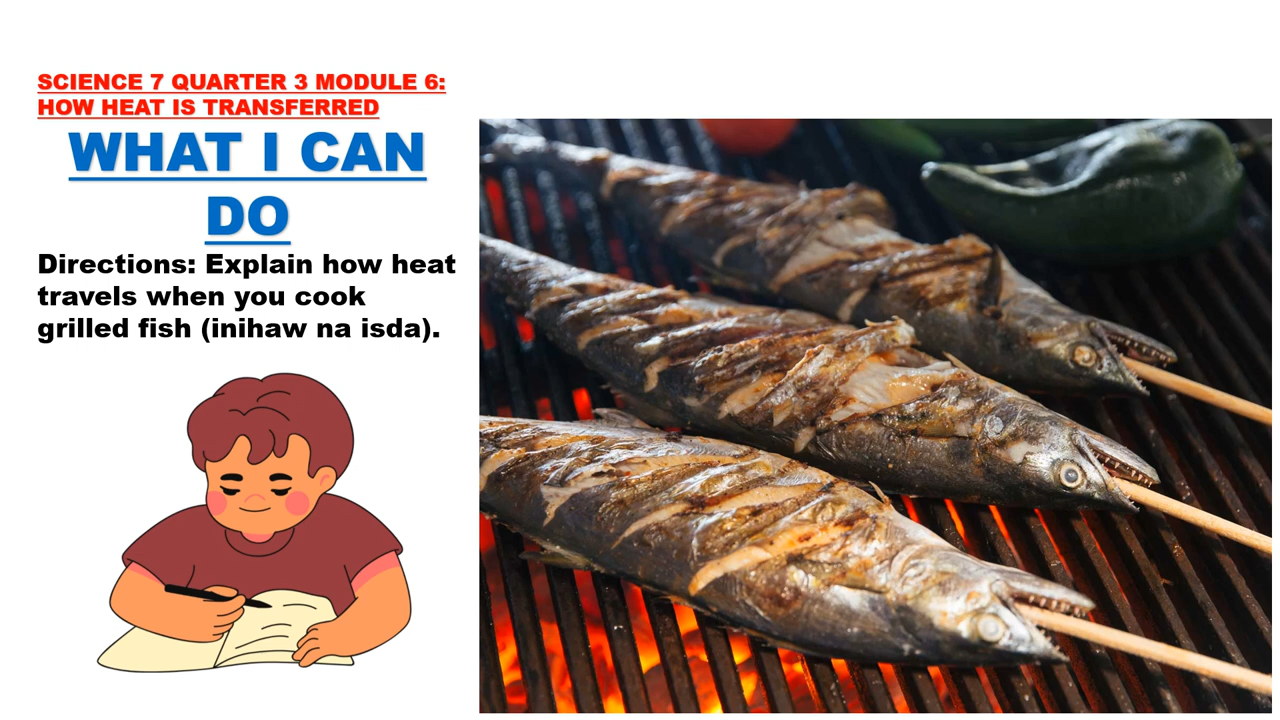 SCIENCE 7 QUARTER 3 MODULE 6:
HOW HEAT IS TRANSFERRED
WHAT I CAN
DO
Directions: Explain how heat
travels when you cook
grilled fish (inihaw na isda).